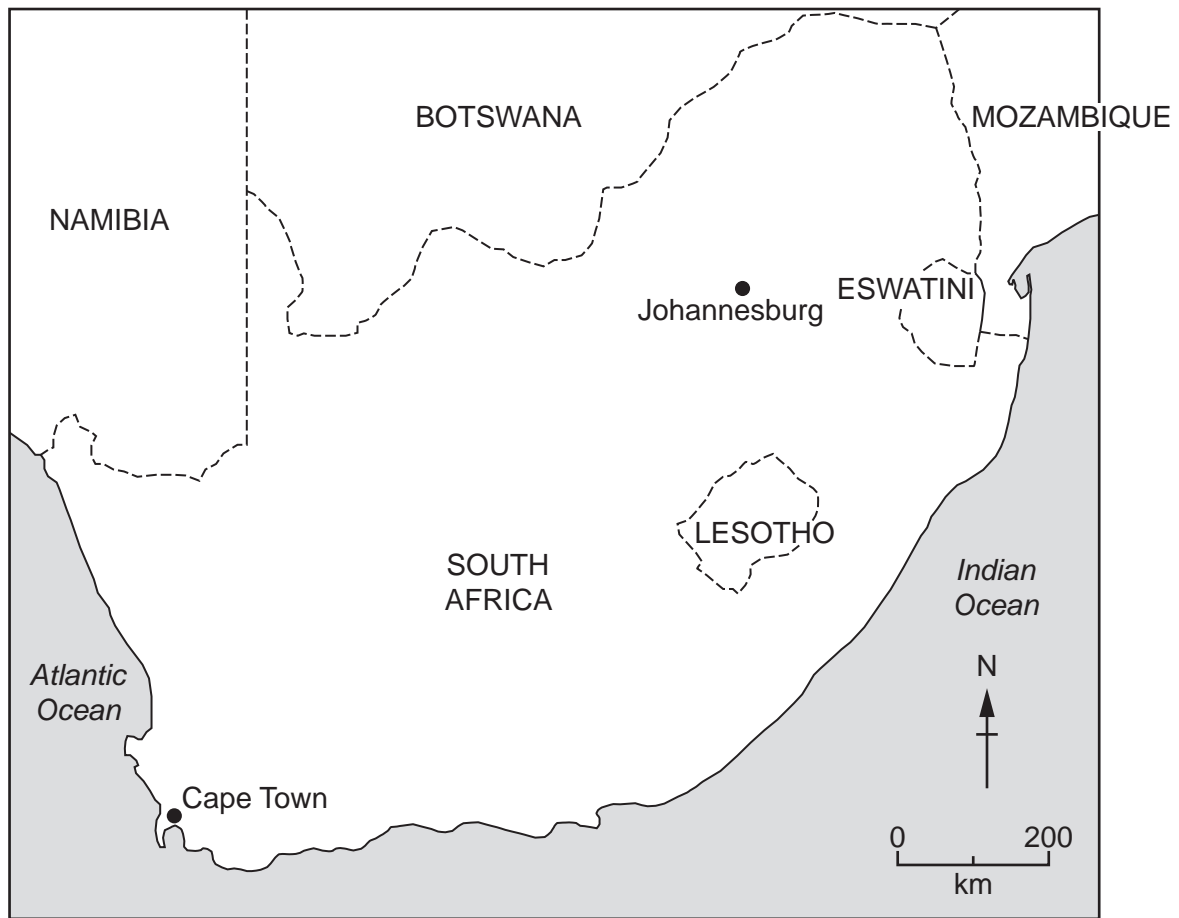 BOTSWANA
MOZAMBIQUE
NAMIBIA
ESWATINI
Johannesburg
LESOTHO
SOUTH
AFRICA
Indian
Ocean
N
Atlantic
Ocean
Cape Town
0 200
km